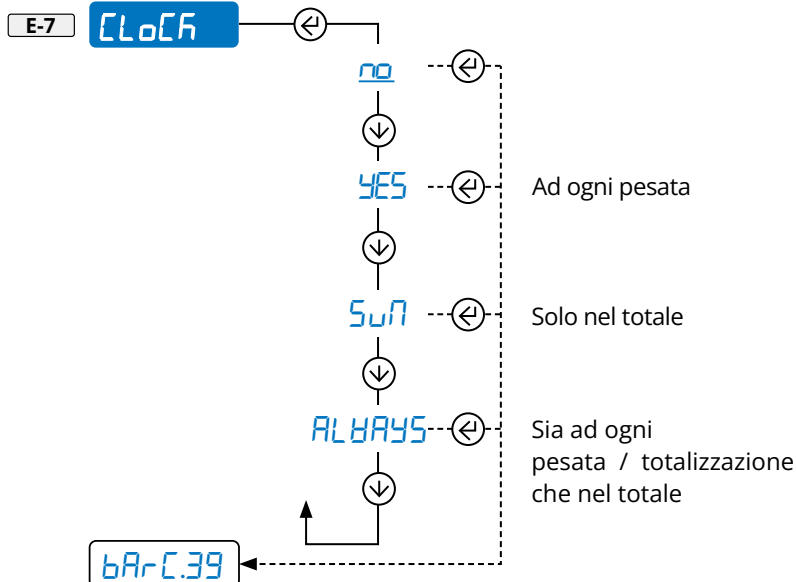 E-7 CLoCK
no
YES Ad ogni pesata
SuM Solo nel totale
ALWAYS Sia ad ogni
pesata / totalizzazione
che nel totale
bArC.39